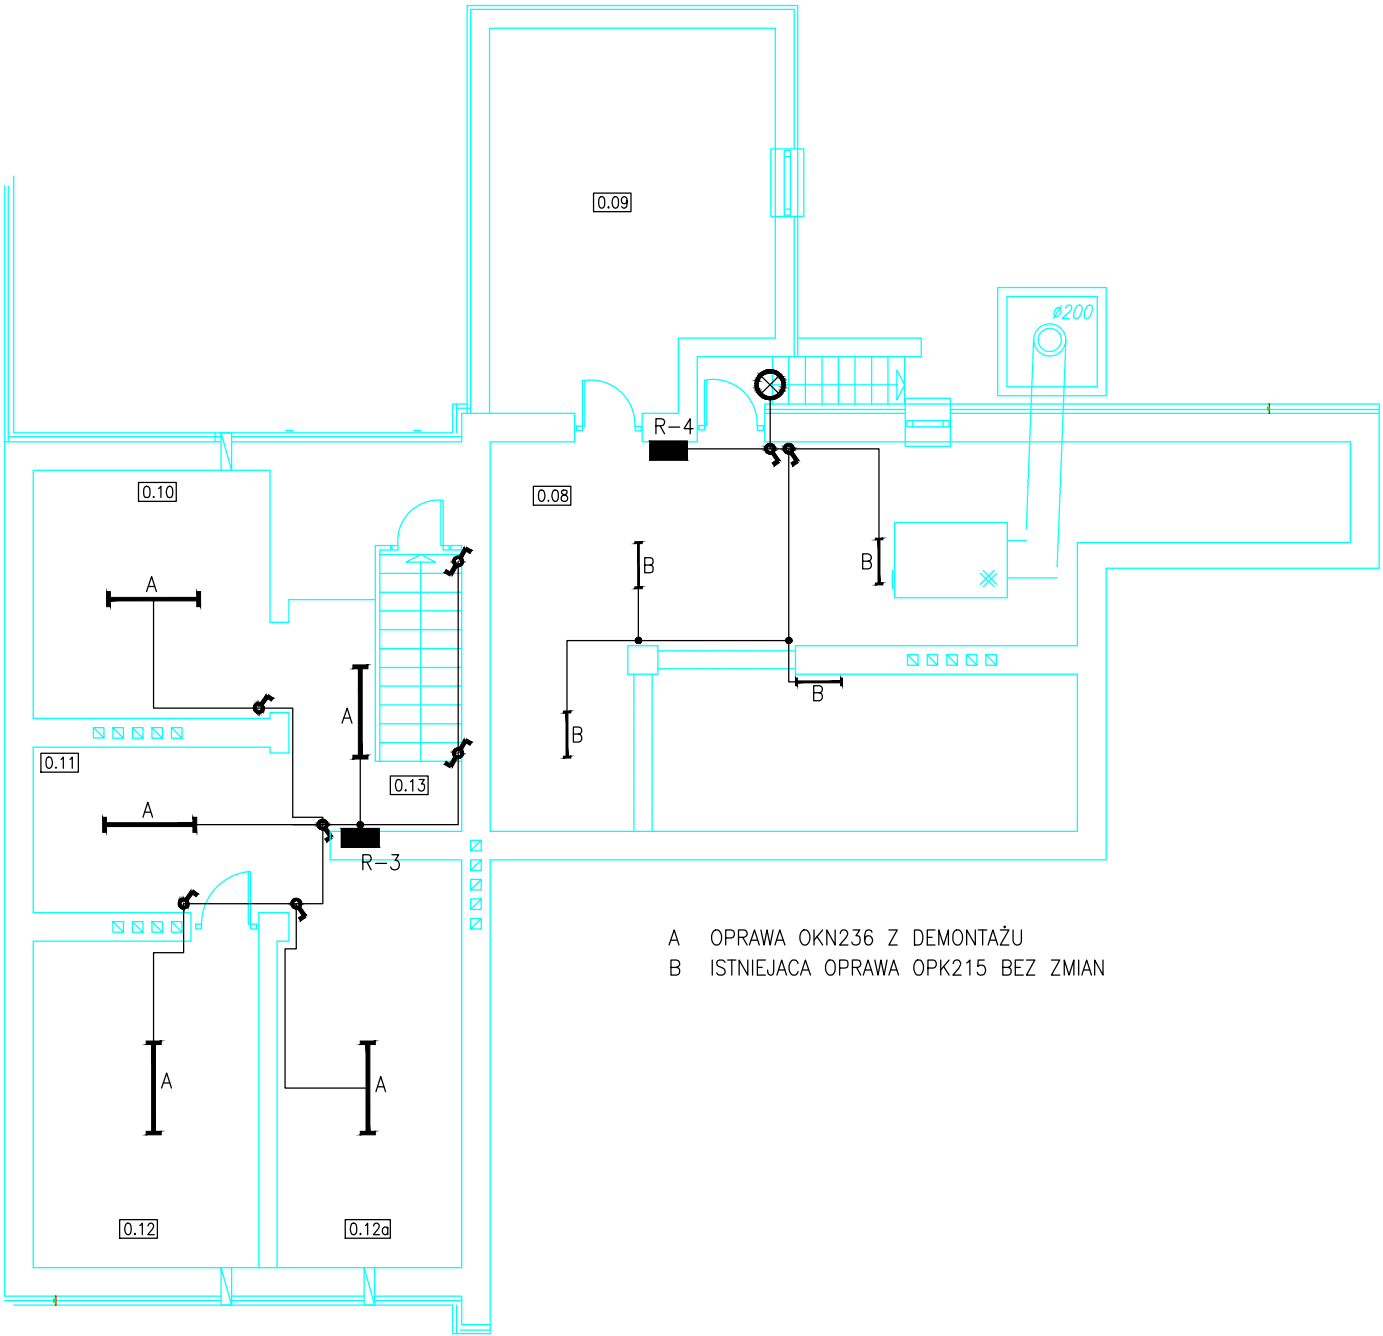 0.09
ø200
R-4
0.10
0.08
A
B
B
B
A
B
0.11
0.13
A
R-3
A OPRAWA OKN236 Z DEMONTAŻU
B ISTNIEJACA OPRAWA OPK215 BEZ ZMIAN
A
A
0.12
0.12a